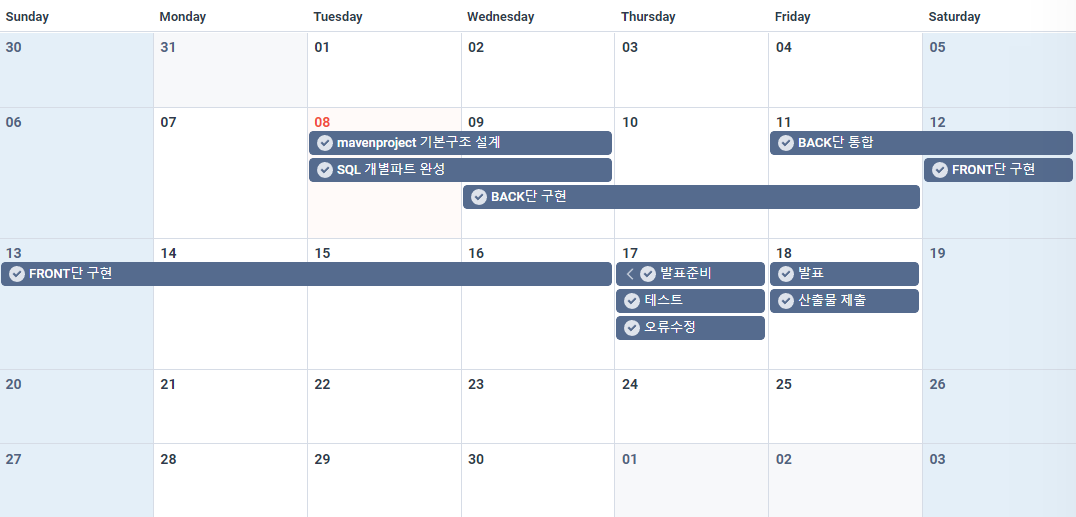 Sunday Monday Tuesday Wednesday Thursday Friday Saturday
30 31 01 02 03 04 05
06 07 08 09 10 11 12
mavenproject 기본구조 설계 BACK단 통합
SQL 개별파트 완성 FRONT단 구현
BACK단 구현
13 14 15 16 17 18 19
FRONT단 구현 발표준비 발표
테스트 산출물 제출
오류수정
20 21 22 23 24 25 26
27 28 29 30 01 02 03